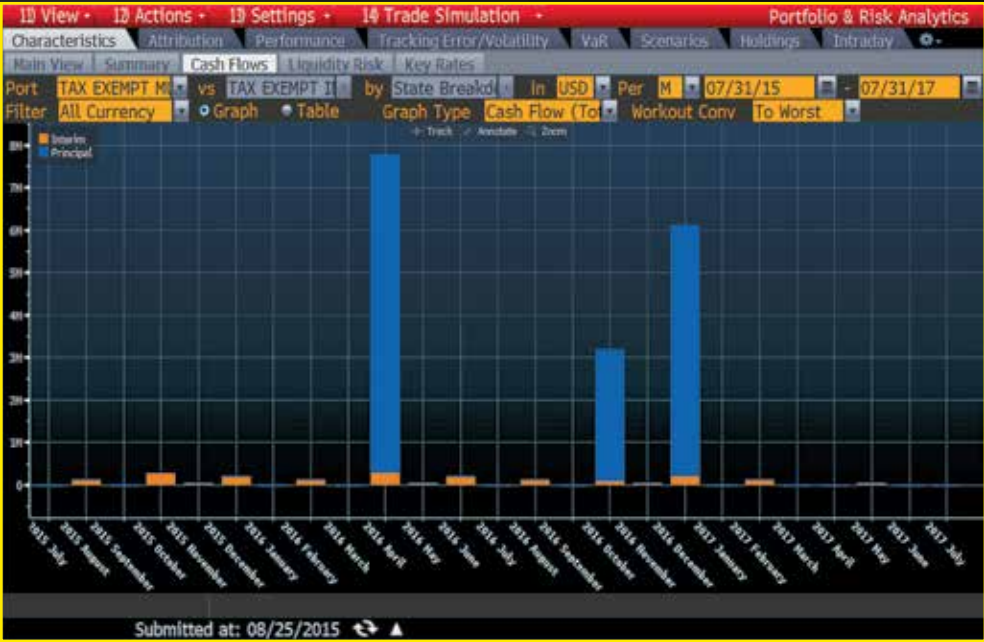 11) View 12) Actions 13) Settings 14) Trade Simulation Portfolio & Risk Analytics
Characteristics Attribution Performance Tracking Error/Volatility VaR Scenarios Holdings Intraday
Main View Summary Cash Flows Liquidity Risk Key Rates
Port TAX EXEMPT M vs TAX EXEMPT I by State Breakd In USD Per M 07/31/15 - 07/31/17
Filter All Currency Graph Table Graph Type Cash Flow (Tot Workout Conv To Worst
Track Annotate Zoom
Interim
Principal
8M
7M
6M
5M
4M
3M
2M
1M
0
2015 July
2015 August
2015 September
2015 October
2015 November
2015 December
2016 January
2016 February
2016 March
2016 April
2016 May
2016 June
2016 July
2016 August
2016 September
2016 October
2016 November
2016 December
2017 January
2017 February
2017 March
2017 April
2017 May
2017 June
2017 July
Submitted at: 08/25/2015